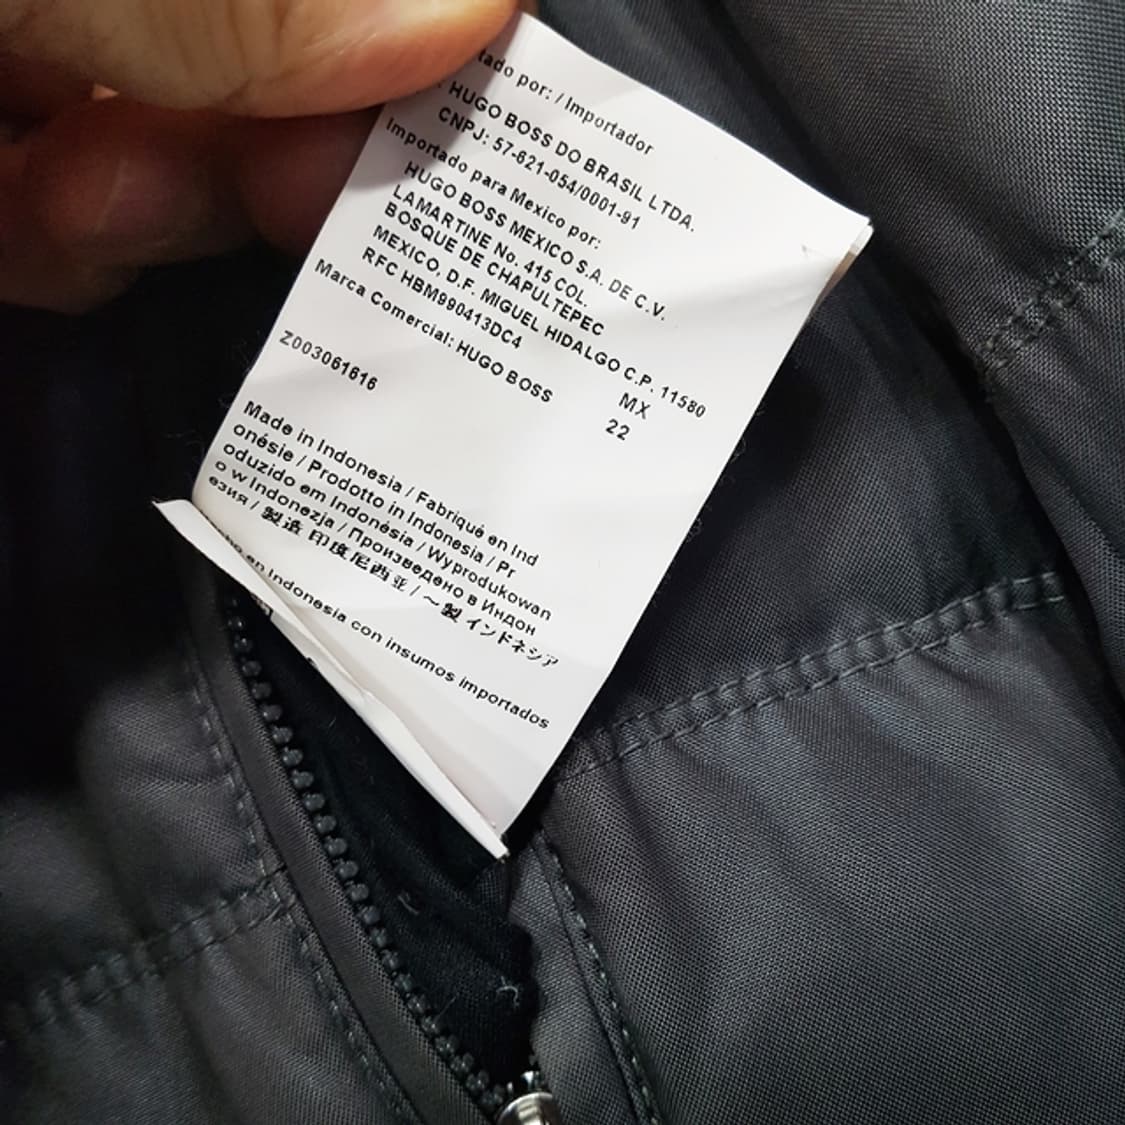 tado por: / Importador
HUGO BOSS DO BRASIL LTDA.
CNPJ: 57-621-054/0001-91
Importado para Mexico por:
HUGO BOSS MEXICO S.A. DE C.V.
LAMARTINE No. 415 COL.
BOSQUE DE CHAPULTEPEC
MEXICO, D.F. MIGUEL HIDALGO C.P. 11580
RFC HBM990413DC4
Marca Comercial: HUGO BOSS
MX
22
Z003061616
Made in Indonesia / Fabriqué en Ind
onésie / Prodotto in Indonesia / Pr
oduzido em Indonésia / Wyprodukowan
o w Indonezja / Произведено в Индон
езия / 製造 印度尼西亚 / ~製 インドネシア
en Indonesia con insumos importados